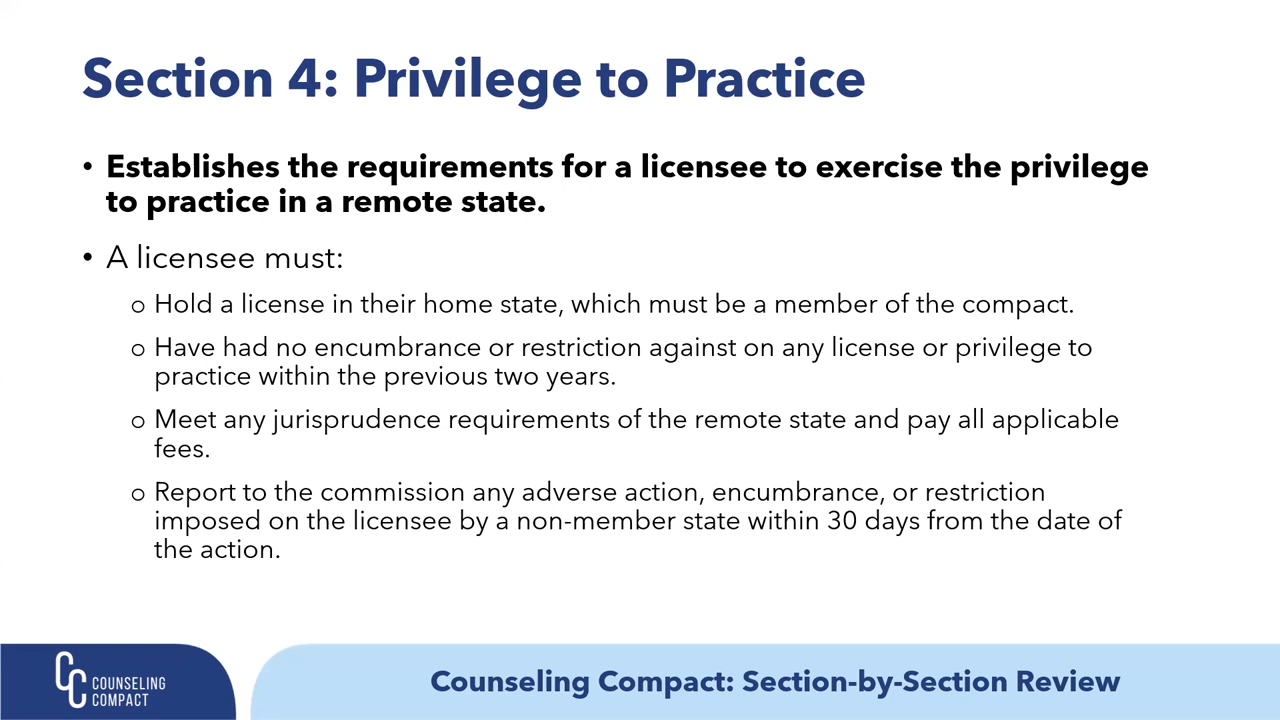 Section 4: Privilege to Practice
• Establishes the requirements for a licensee to exercise the privilege
to practice in a remote state.
• A licensee must:
o Hold a license in their home state, which must be a member of the compact.
o Have had no encumbrance or restriction against on any license or privilege to
practice within the previous two years.
o Meet any jurisprudence requirements of the remote state and pay all applicable
fees.
o Report to the commission any adverse action, encumbrance, or restriction
imposed on the licensee by a non-member state within 30 days from the date of
the action.
CC COUNSELING
COMPACT
Counseling Compact: Section-by-Section Review